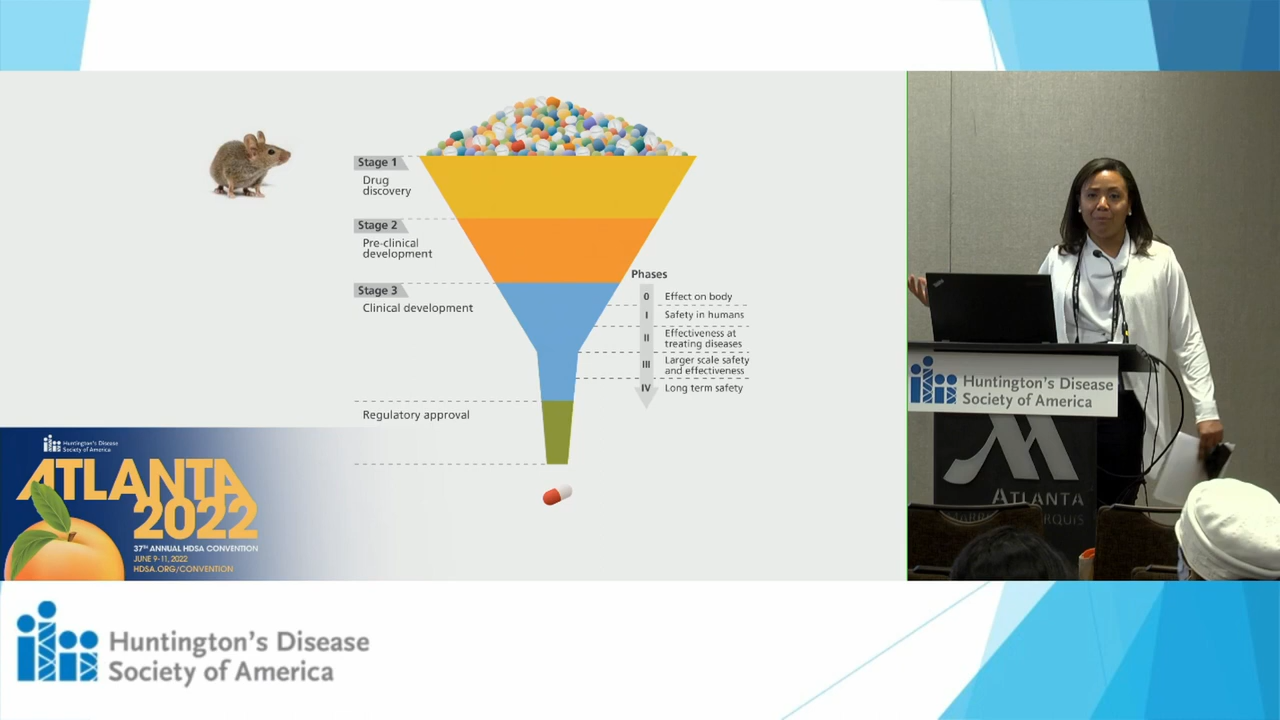 Stage 1
Drug
discovery
Stage 2
Pre-clinical
development
Stage 3
Clinical development
Regulatory approval
Phases
0 Effect on body
I Safety in humans
II Effectiveness at
treating diseases
III Larger scale safety
and effectiveness
IV Long term safety
Huntington's Disease
Society of America
ATLANTA
2022
37TH ANNUAL HDSA CONVENTION
JUNE 9-11, 2022
HDSA.ORG/CONVENTION
Huntington's Disease
Society of America
ATLANTA
Huntington's Disease
Society of America